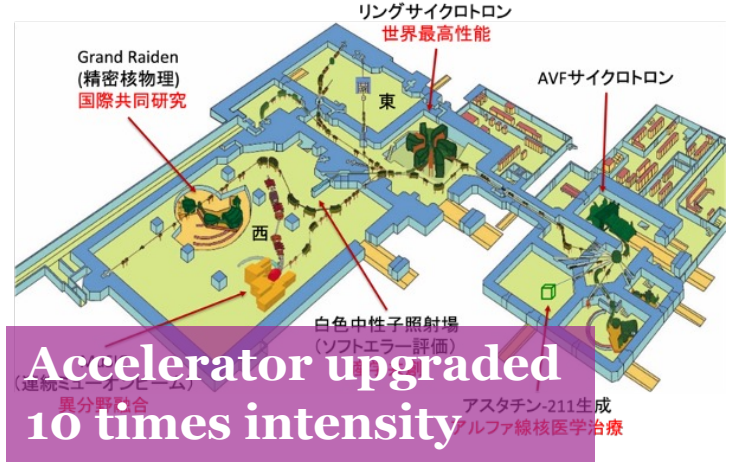 リングサイクロトロン
世界最高性能
Grand Raiden
(精密核物理)
国際共同研究
AVFサイクロトロン
東
西
白色中性子照射場
(ソフトエラー評価)
(連続ミューオンビーム)
異分野融合
アスタチン-211生成
アルファ線核医学治療
Accelerator upgraded
10 times intensity